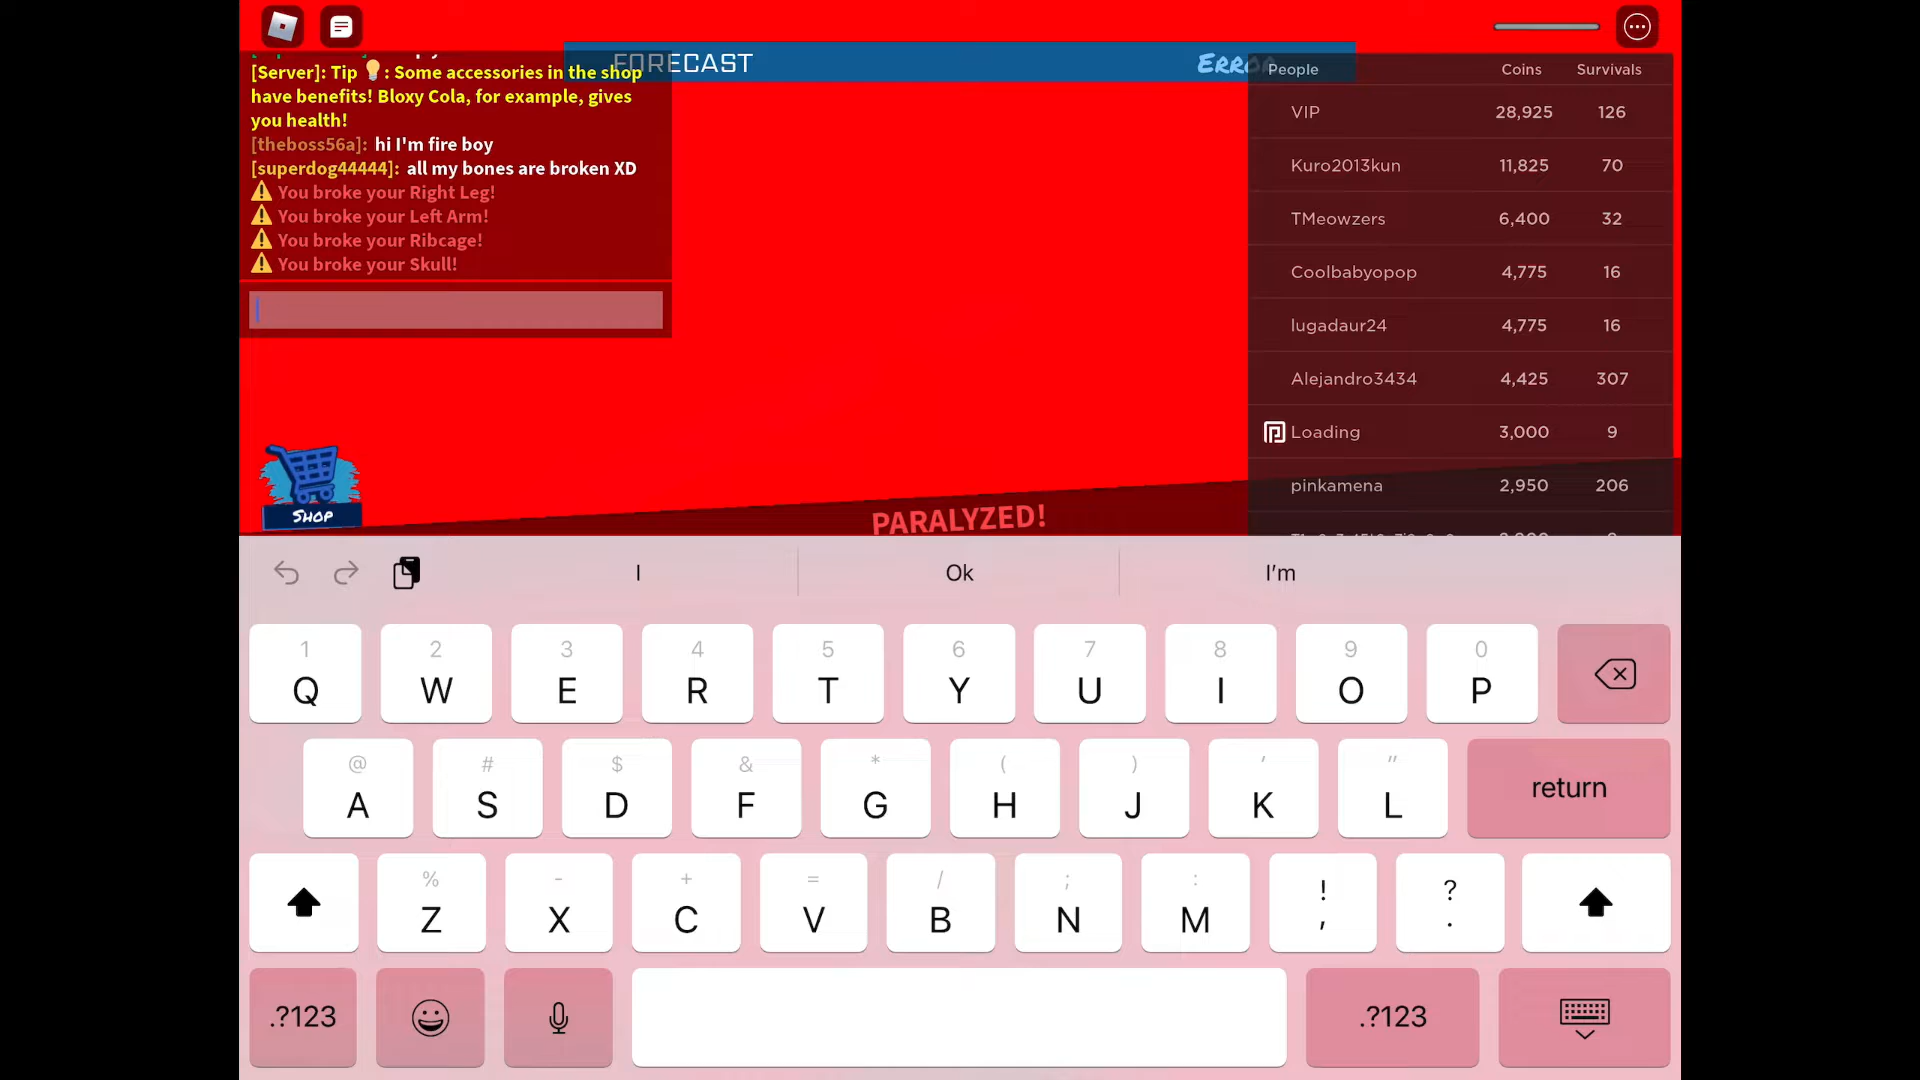 FORECAST
Error
[Server]: Tip 💡: Some accessories in the shop
have benefits! Bloxy Cola, for example, gives
you health!
[theboss56a]: hi I'm fire boy
[superdog44444]: all my bones are broken XD
⚠ You broke your Right Leg!
⚠ You broke your Left Arm!
⚠ You broke your Ribcage!
⚠ You broke your Skull!
People Coins Survivals
VIP 28,925 126
Kuro2013kun 11,825 70
TMeowzers 6,400 32
Coolbabyopop 4,775 16
lugadaur24 4,775 16
Alejandro3434 4,425 307
Loading 3,000 9
pinkamena 2,950 206
SHOP
PARALYZED!
I Ok I'm
1 2 3 4 5 6 7 8 9 0
Q W E R T Y U I O P
@ # $ & * ( ) ' "
A S D F G H J K L return
% - + = / ; : ! ?
Z X C V B N M , .
.?123 .?123